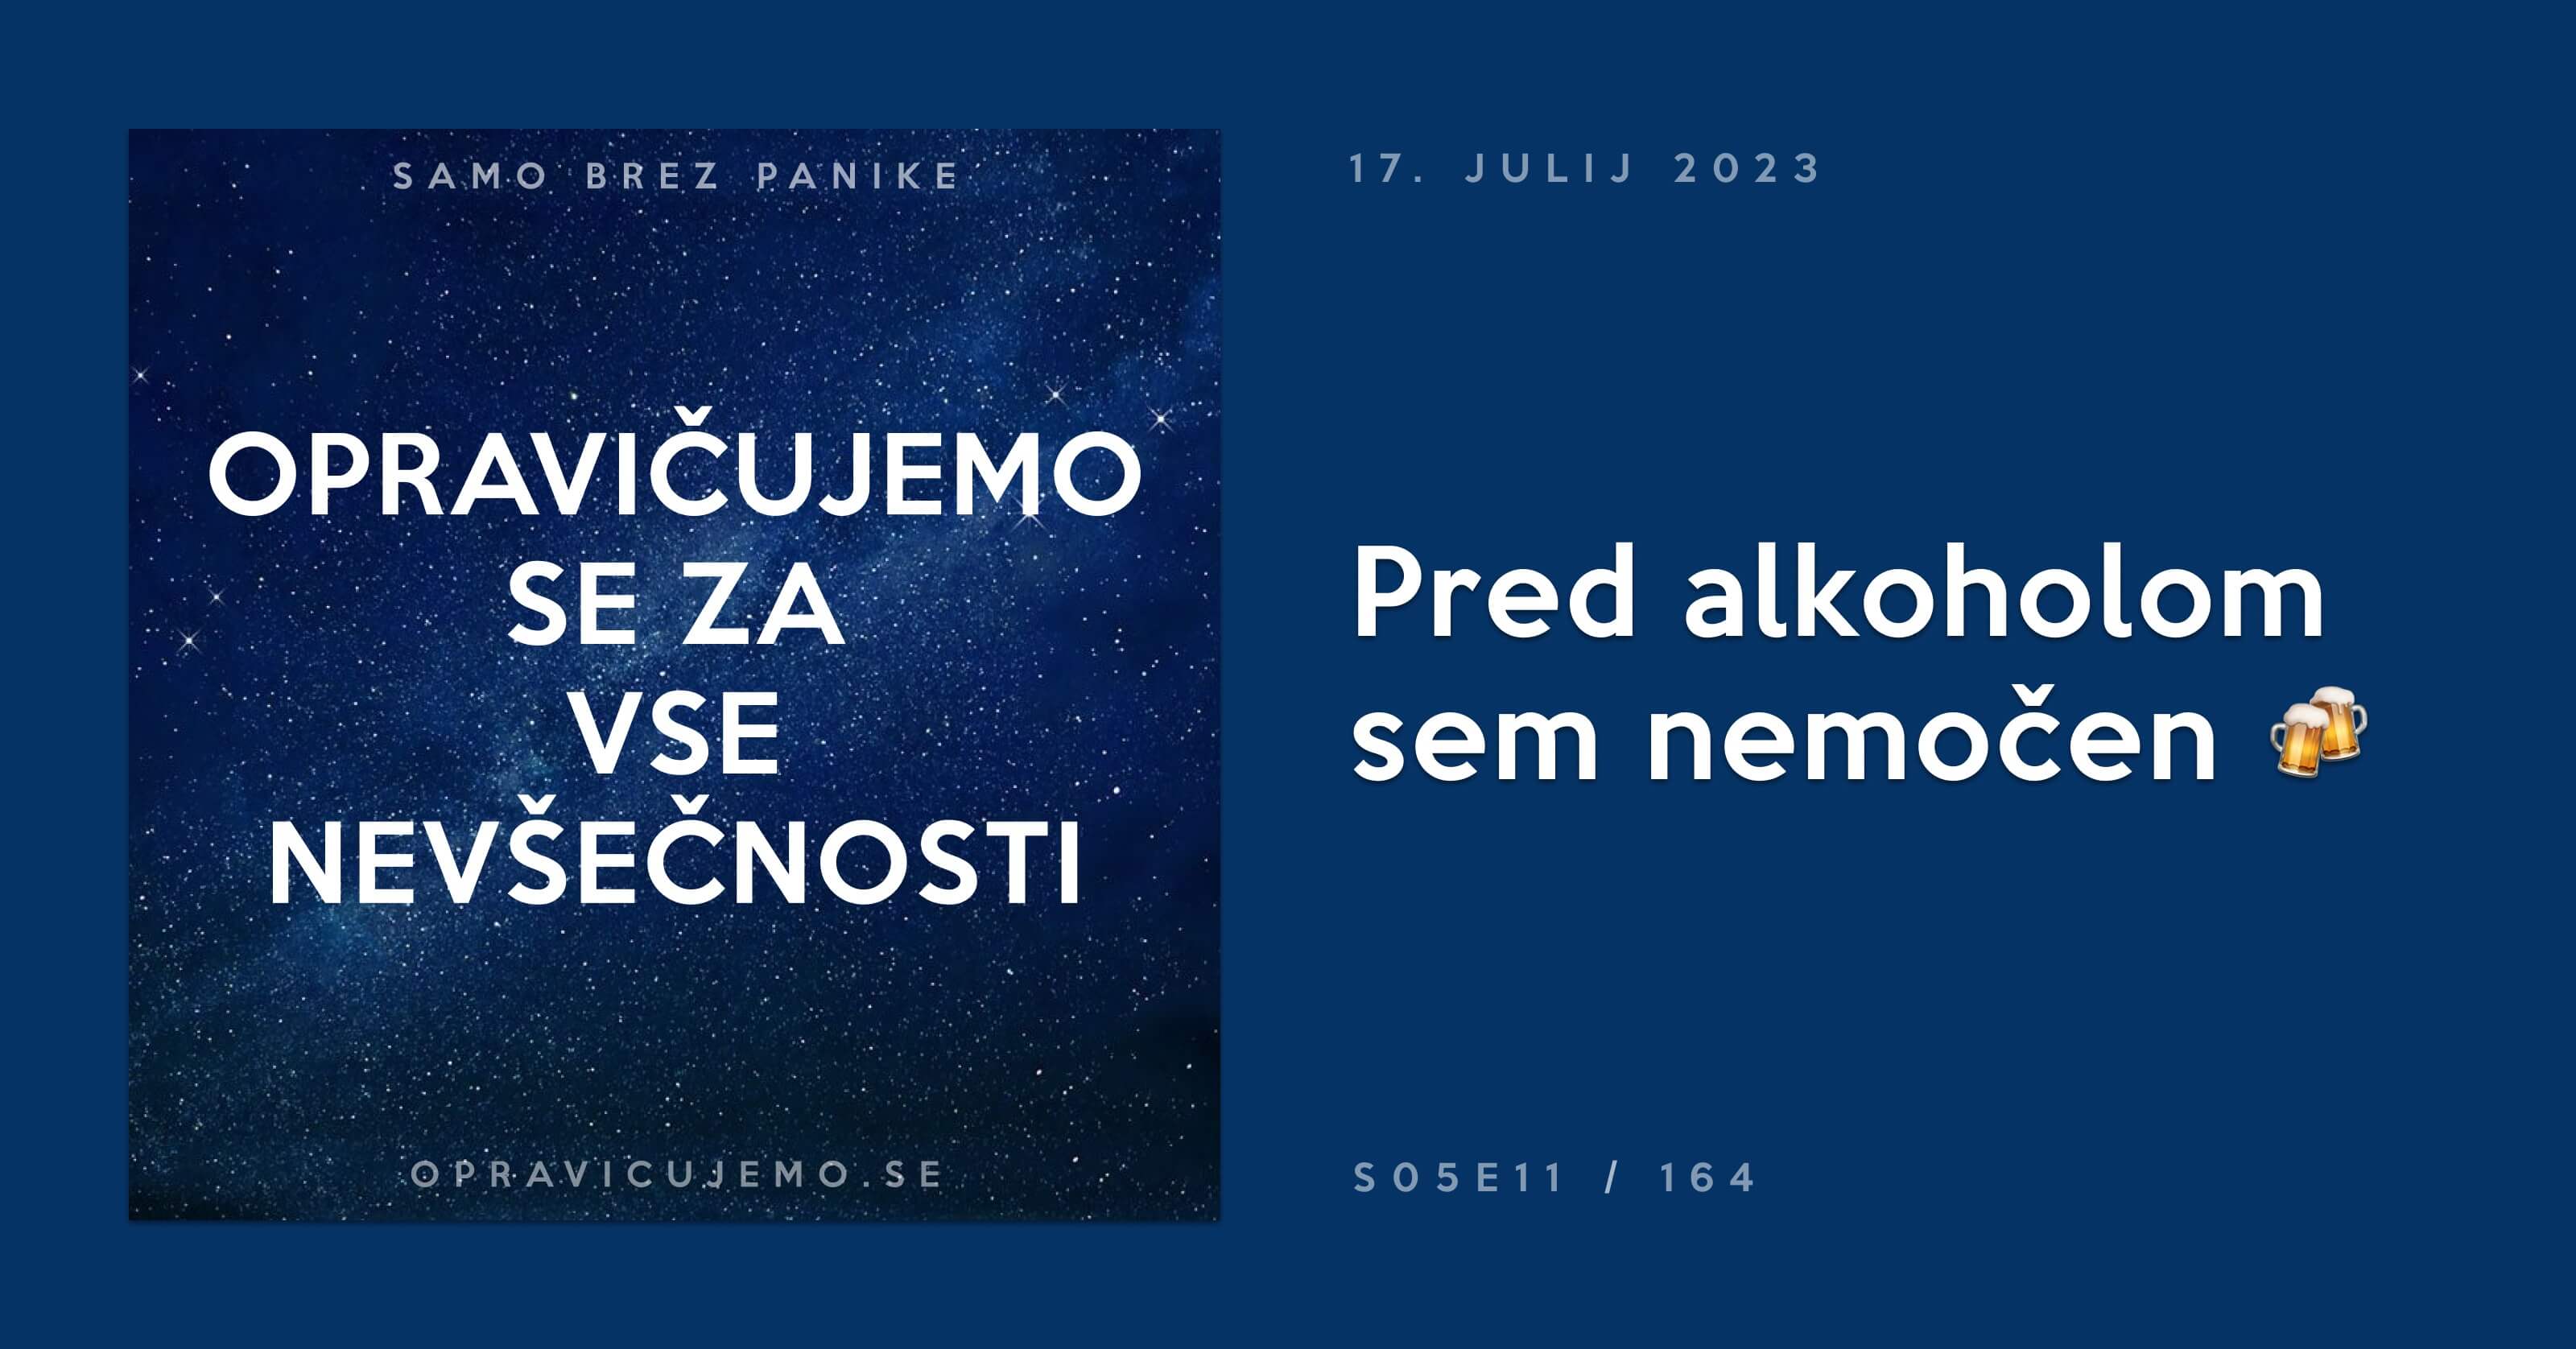 SAMO BREZ PANIKE
OPRAVIČUJEMO
SE ZA
VSE
NEVŠEČNOSTI
OPRAVICUJEMO.SE
17. JULIJ 2023
Pred alkoholom
sem nemočen 🍻
S05E11 / 164